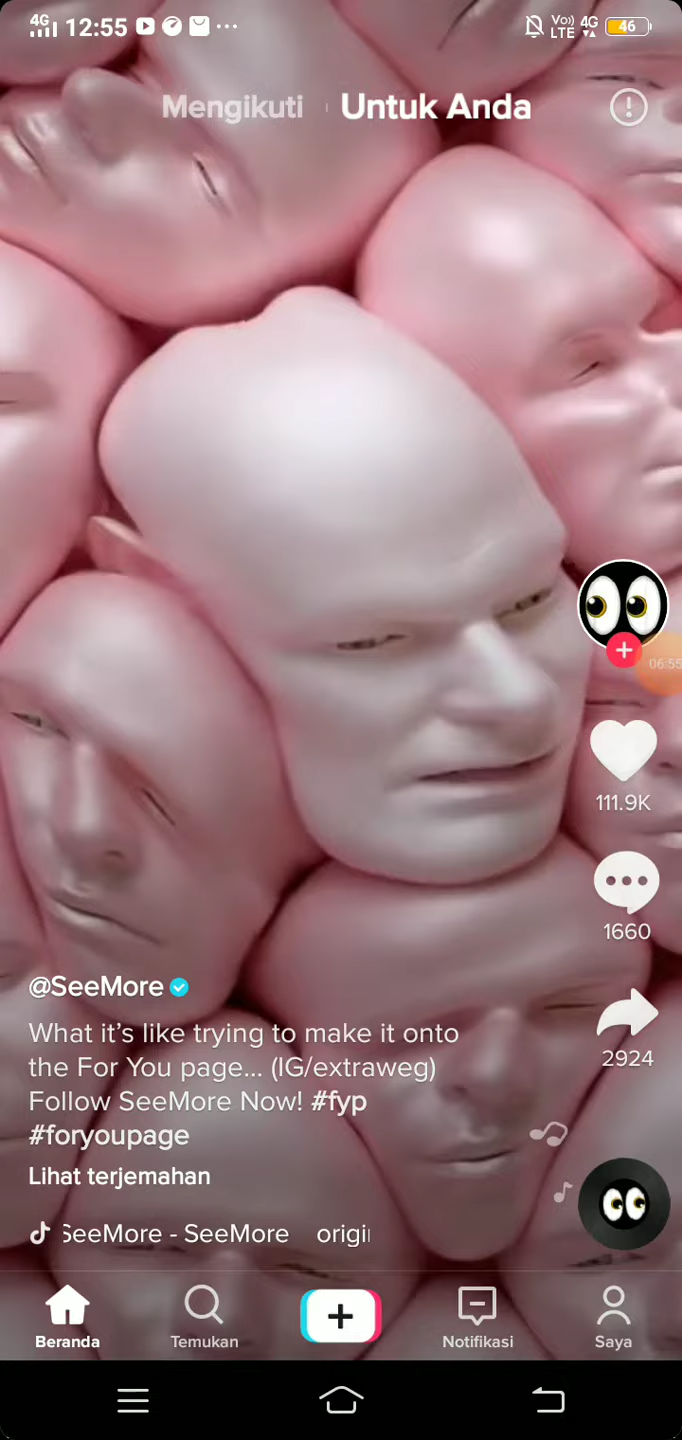 4G 12:55 Vo)) LTE 4G 46
Mengikuti Untuk Anda
06:55
111.9K
1660
@SeeMore
What it’s like trying to make it onto
the For You page... (IG/extraweg)
Follow SeeMore Now! #fyp
#foryoupage
2924
Lihat terjemahan
SeeMore - SeeMore origi
Beranda Temukan Notifikasi Saya